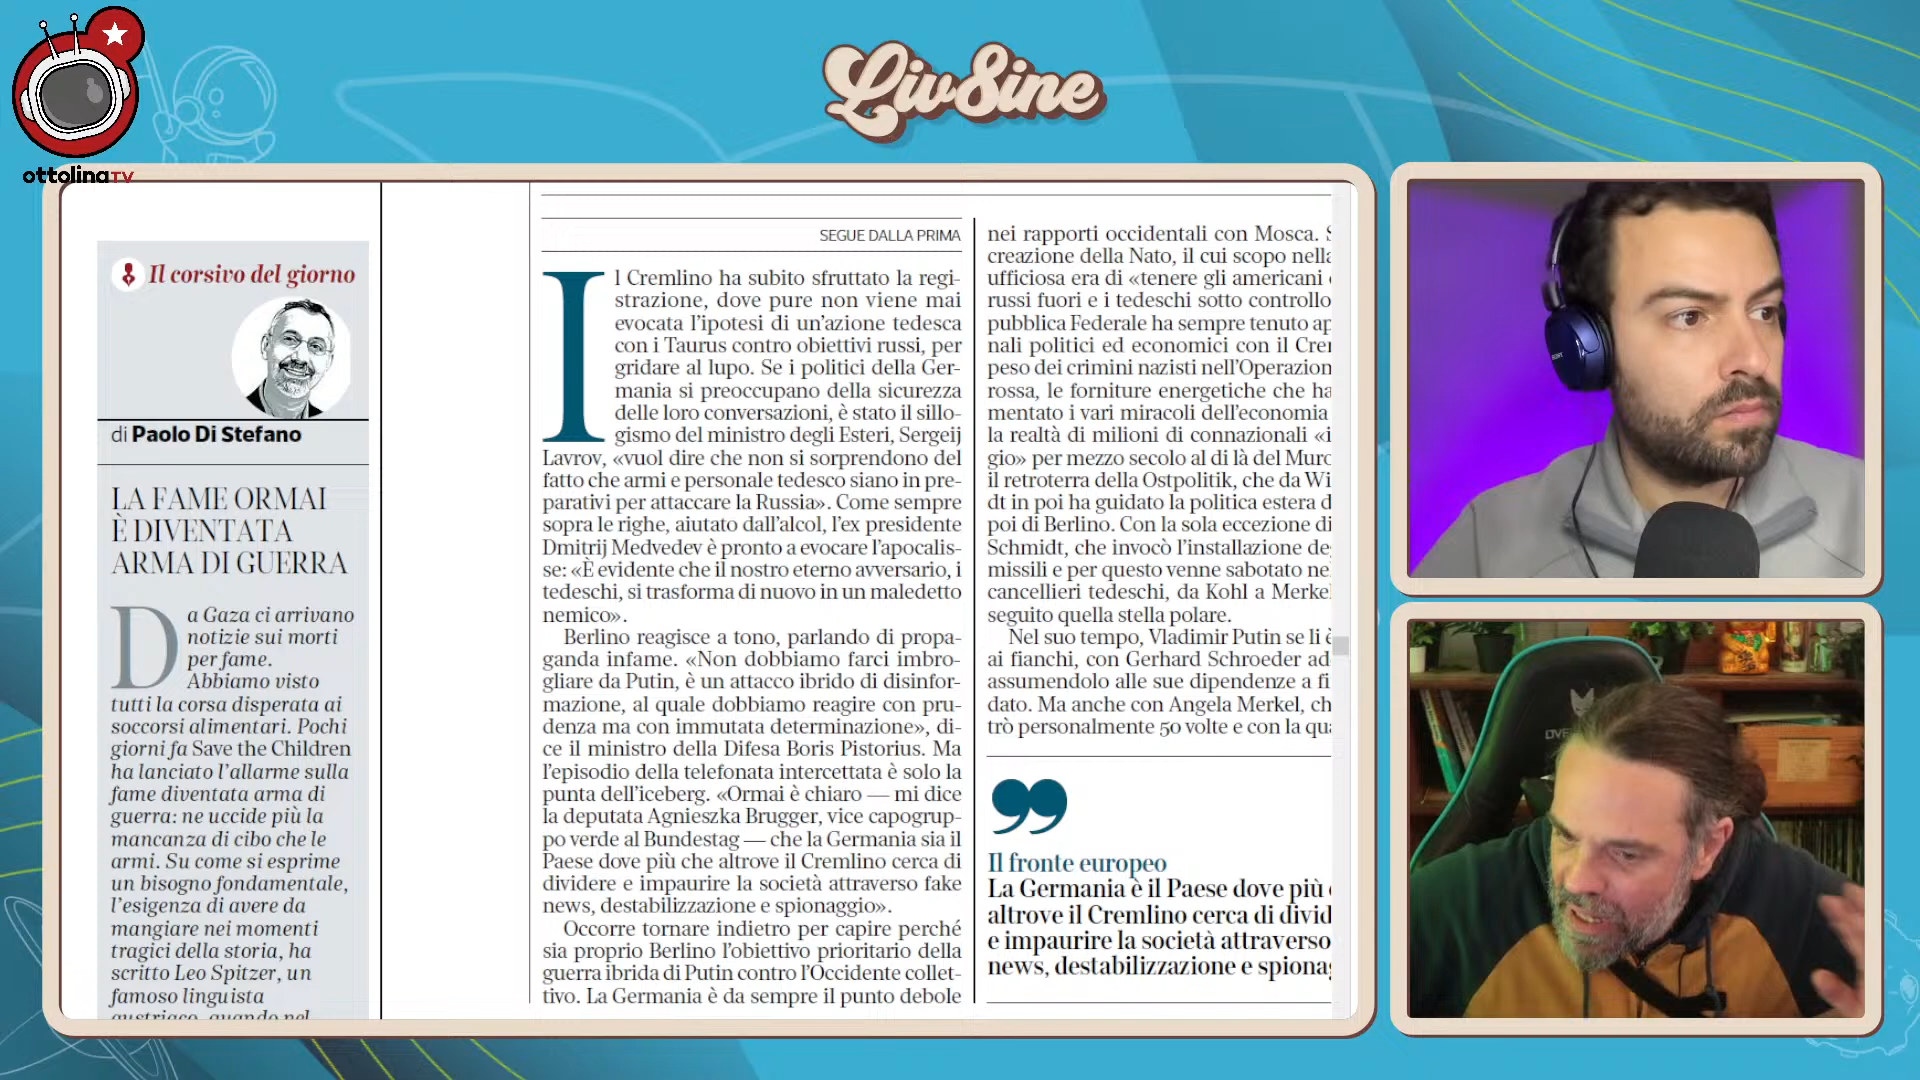 ottolinaTV
Liv8ine
Il corsivo del giorno
di Paolo Di Stefano
LA FAME ORMAI
È DIVENTATA
ARMA DI GUERRA
Da Gaza ci arrivano
notizie sui morti
per fame.
Abbiamo visto
tutti la corsa disperata ai
soccorsi alimentari. Pochi
giorni fa Save the Children
ha lanciato l'allarme sulla
fame diventata arma di
guerra: ne uccide più la
mancanza di cibo che le
armi. Su come si esprime
un bisogno fondamentale,
l'esigenza di avere da
mangiare nei momenti
tragici della storia, ha
scritto Leo Spitzer, un
famoso linguista
austriaco, quando nel
SEGUE DALLA PRIMA
Il Cremlino ha subito sfruttato la regi-
strazione, dove pure non viene mai
evocata l'ipotesi di un'azione tedesca
con i Taurus contro obiettivi russi, per
gridare al lupo. Se i politici della Ger-
mania si preoccupano della sicurezza
delle loro conversazioni, è stato il sillo-
gismo del ministro degli Esteri, Sergeij
Lavrov, «vuol dire che non si sorprendono del
fatto che armi e personale tedesco siano in pre-
parativi per attaccare la Russia». Come sempre
sopra le righe, aiutato dall'alcol, l'ex presidente
Dmitrij Medvedev è pronto a evocare l'apocalis-
se: «È evidente che il nostro eterno avversario, i
tedeschi, si trasforma di nuovo in un maledetto
nemico».
Berlino reagisce a tono, parlando di propa-
ganda infame. «Non dobbiamo farci imbro-
gliare da Putin, è un attacco ibrido di disinfor-
mazione, al quale dobbiamo reagire con pru-
denza ma con immutata determinazione», di-
ce il ministro della Difesa Boris Pistorius. Ma
l'episodio della telefonata intercettata è solo la
punta dell'iceberg. «Ormai è chiaro — mi dice
la deputata Agnieszka Brugger, vice capogrup-
po verde al Bundestag — che la Germania sia il
Paese dove più che altrove il Cremlino cerca di
dividere e impaurire la società attraverso fake
news, destabilizzazione e spionaggio».
Occorre tornare indietro per capire perché
sia proprio Berlino l'obiettivo prioritario della
guerra ibrida di Putin contro l'Occidente collet-
tivo. La Germania è da sempre il punto debole
nei rapporti occidentali con Mosca. S
creazione della Nato, il cui scopo nella
ufficiosa era di «tenere gli americani
russi fuori e i tedeschi sotto controllo
pubblica Federale ha sempre tenuto ap
nali politici ed economici con il Crem
peso dei crimini nazisti nell'Operazion
rossa, le forniture energetiche che ha
mentato i vari miracoli dell'economia
la realtà di milioni di connazionali «i
gio» per mezzo secolo al di là del Muro
il retroterra della Ostpolitik, che da Wi
dt in poi ha guidato la politica estera d
poi di Berlino. Con la sola eccezione di
Schmidt, che invocò l'installazione de
missili e per questo venne sabotato nel
cancellieri tedeschi, da Kohl a Merkel
seguito quella stella polare.
Nel suo tempo, Vladimir Putin se li è
ai fianchi, con Gerhard Schroeder ad
assumendolo alle sue dipendenze a fi
dato. Ma anche con Angela Merkel, ch
trò personalmente 50 volte e con la qua
Il fronte europeo
La Germania è il Paese dove più
altrove il Cremlino cerca di divid
e impaurire la società attraverso
news, destabilizzazione e spionag
SONY